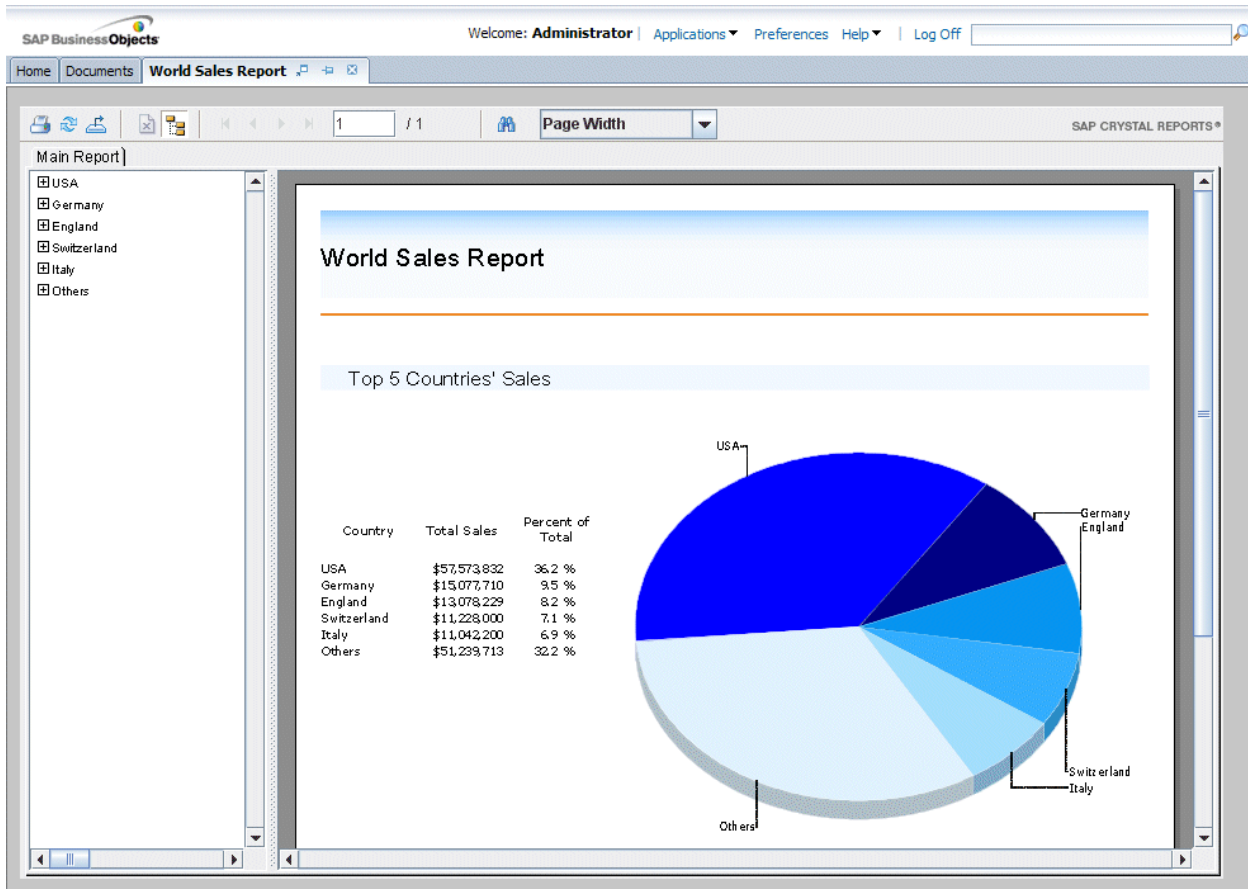 SAP BusinessObjects Welcome: Administrator | Applications Preferences Help | Log Off
Home Documents World Sales Report
1 / 1 Page Width SAP CRYSTAL REPORTS®
Main Report
USA
Germany
England
Switzerland
Italy
Others
World Sales Report
Top 5 Countries' Sales
Country Total Sales Percent of Total
USA $57,573,832 36.2 %
Germany $15,077,710 9.5 %
England $13,078,229 8.2 %
Switzerland $11,228,000 7.1 %
Italy $11,042,200 6.9 %
Others $51,239,713 32.2 %
USA
Germany
England
Switzerland
Italy
Others